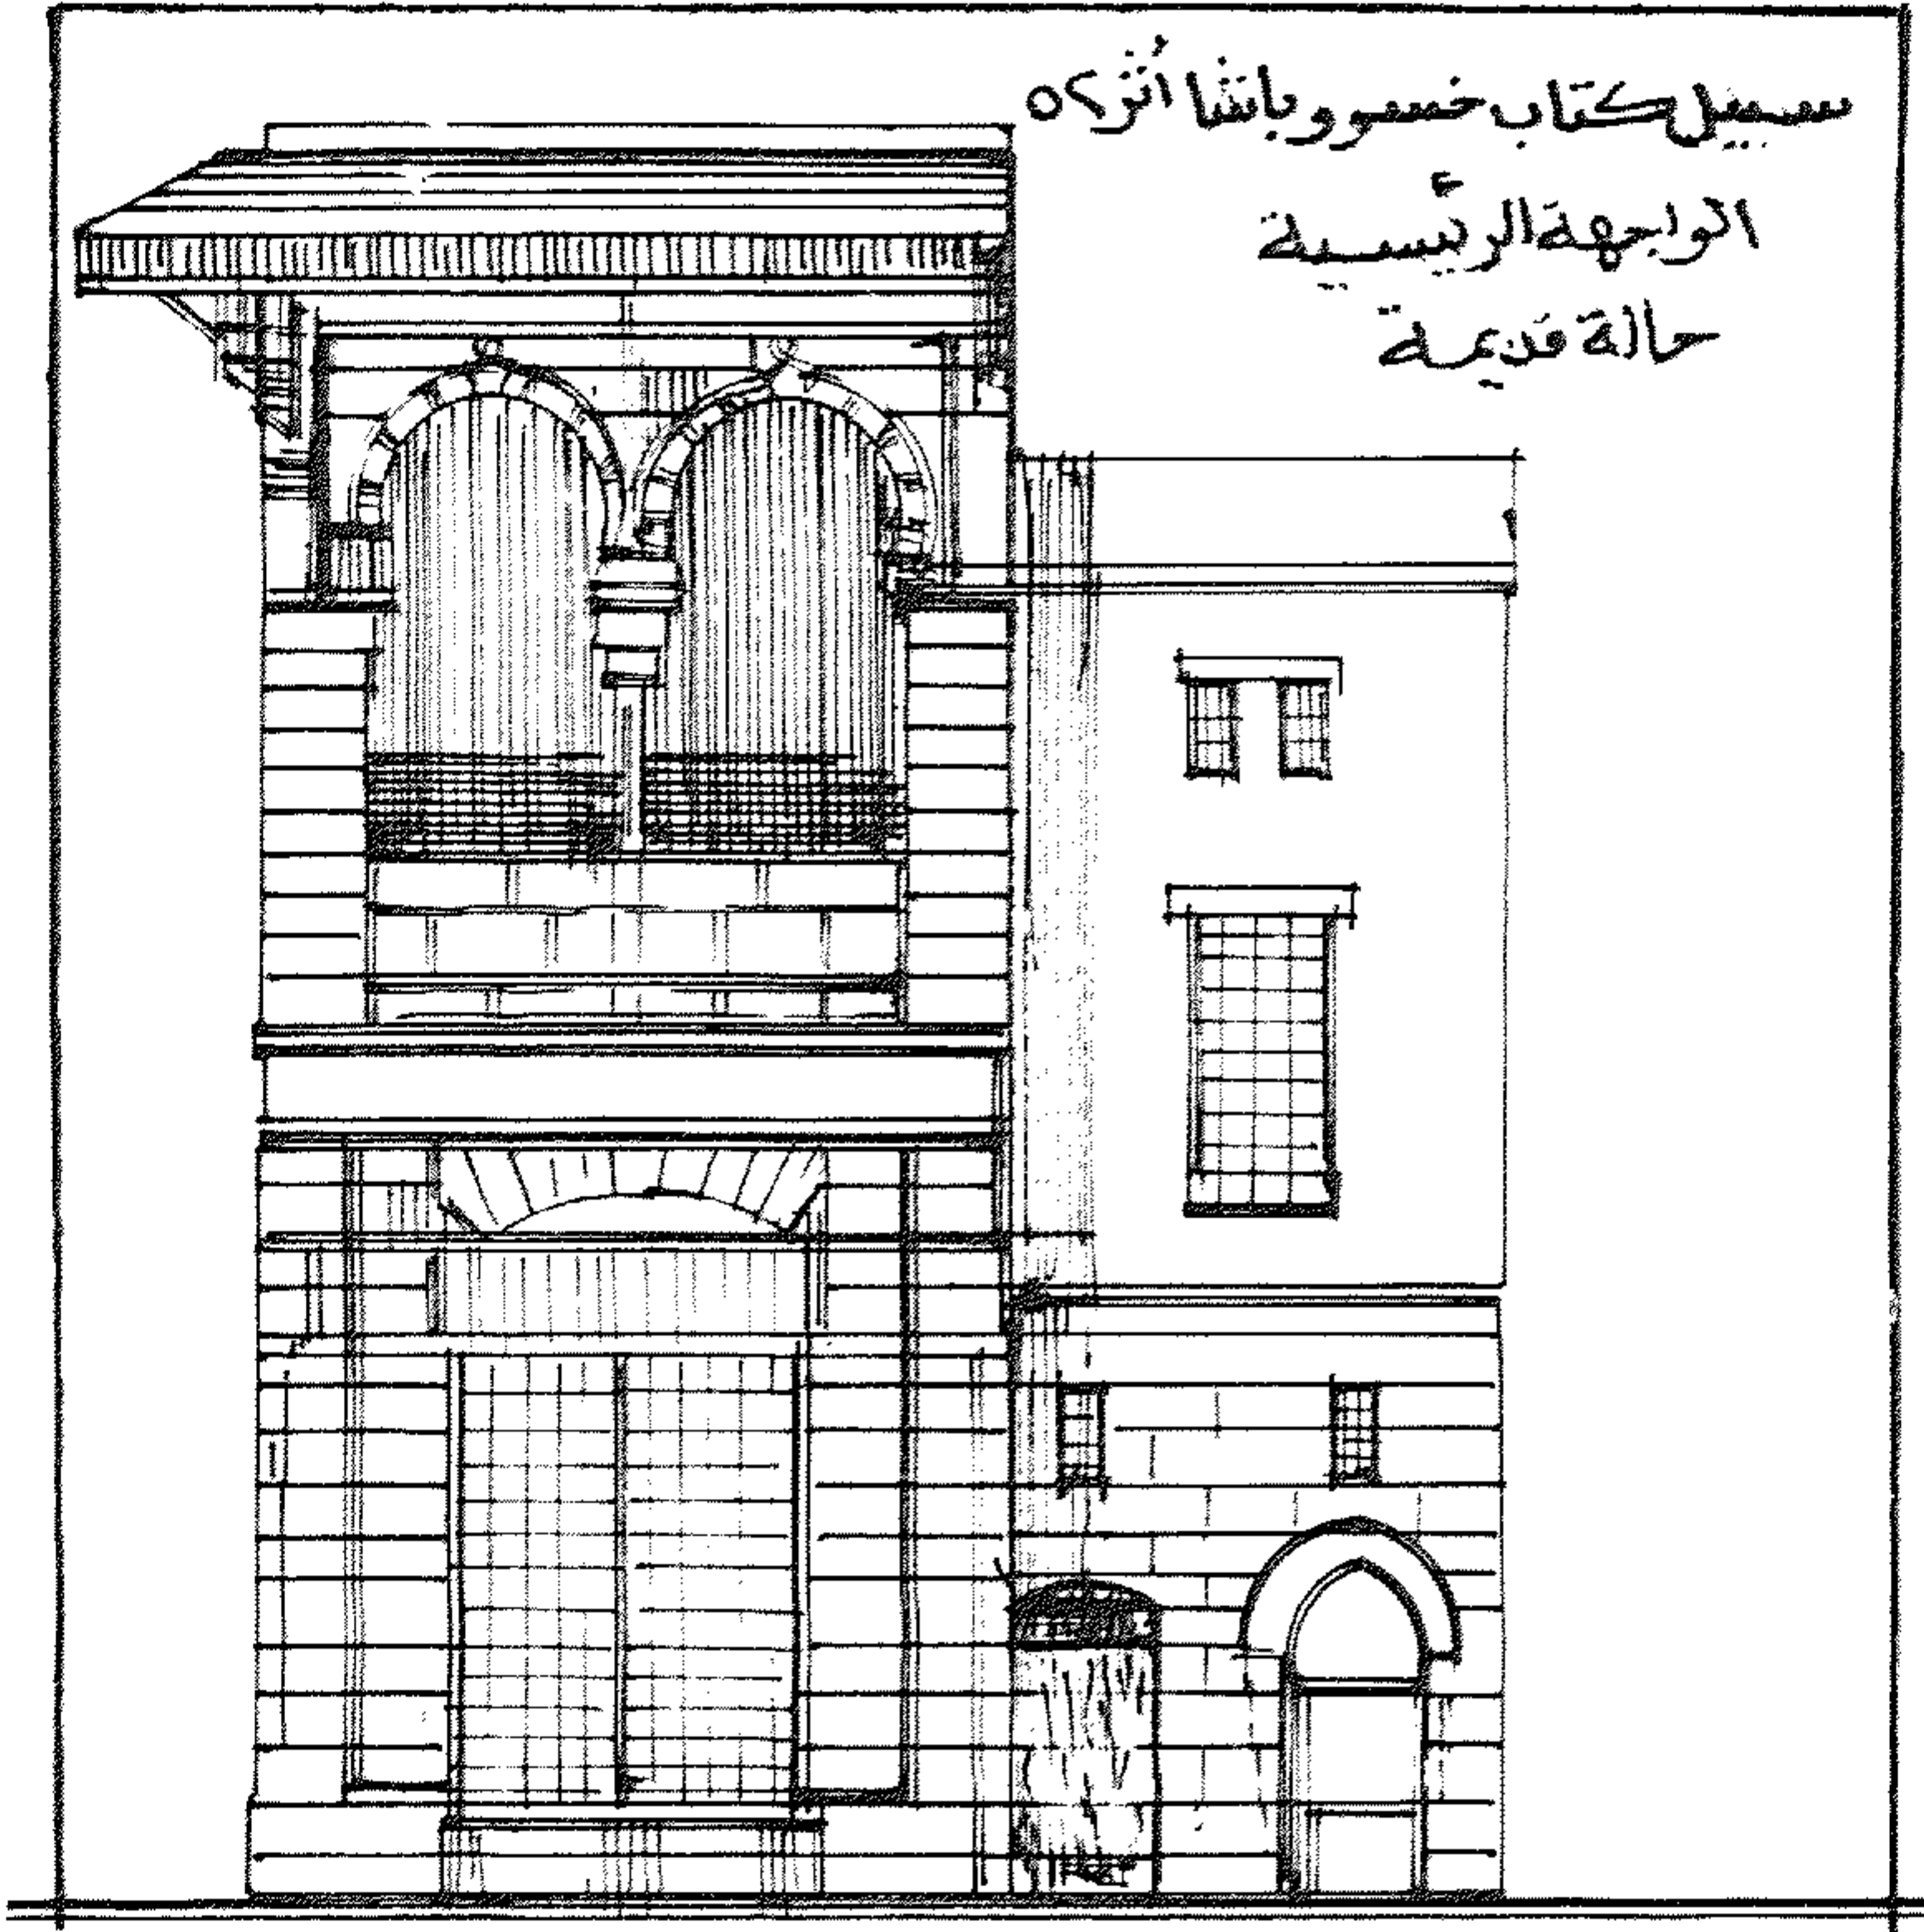 سبيل كتاب خسرو باشا أثر ٥٢
الواجهة الرئيسية
حالة قديمة